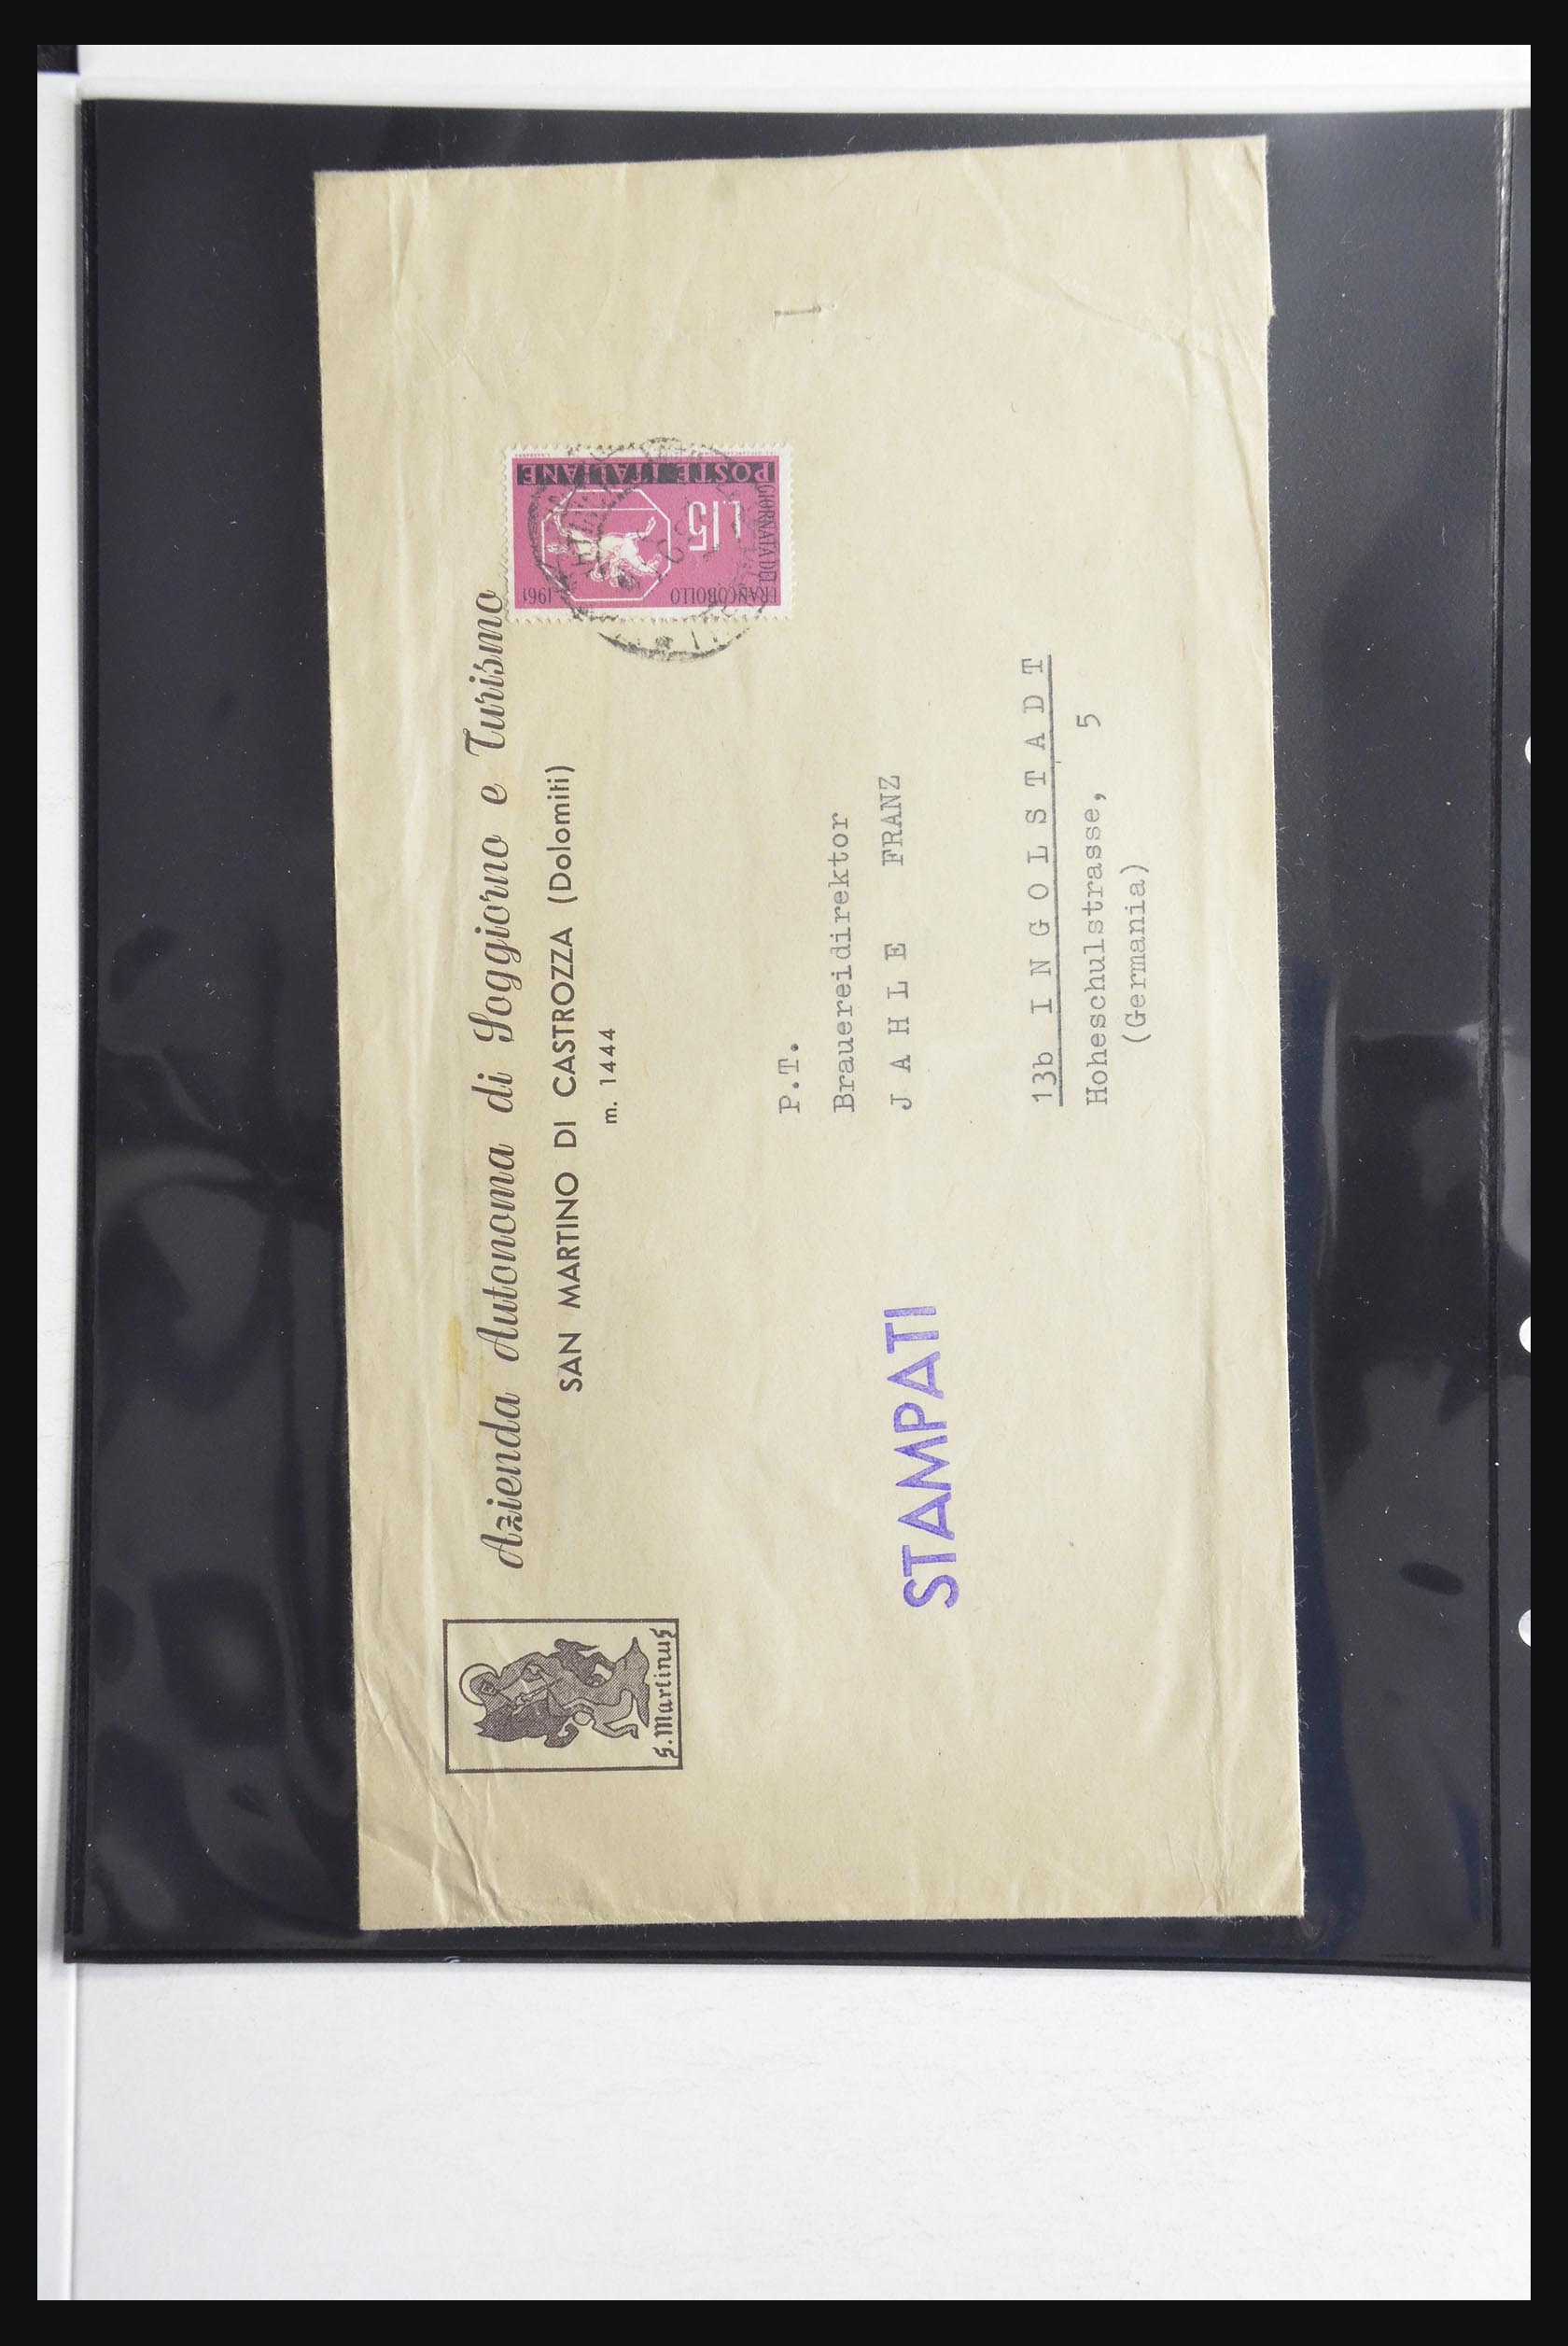 Azienda Autonoma di Soggiorno e Turismo
SAN MARTINO DI CASTROZZA (Dolomiti)
m. 1444
S. Martinus
POSTE ITALIANE
L.15
GIORNATA DEL
FRANCOBOLLO 1961
P.T.
Brauereidirektor
J A H L E FRANZ
STAMPATI
13b I N G O L S T A D T
Hoheschulstrasse, 5
(Germania)